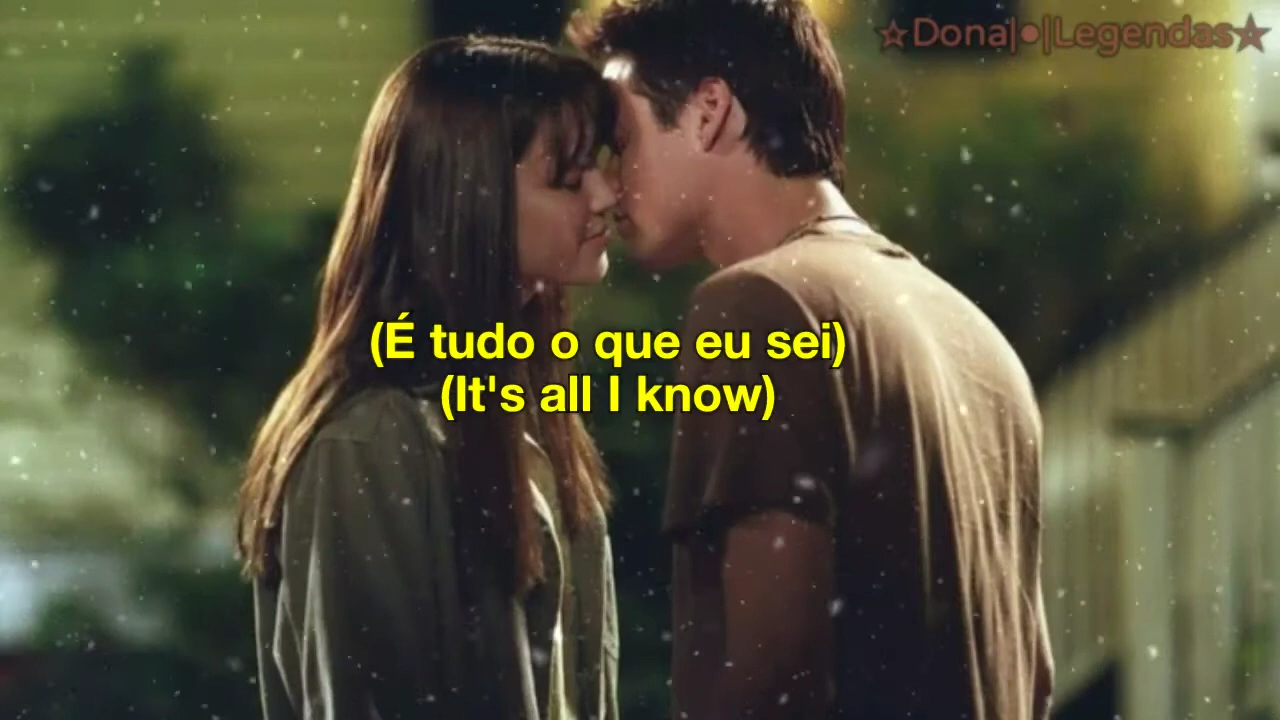 ☆Dona|●|Legendas★
(É tudo o que eu sei)
(It's all I know)